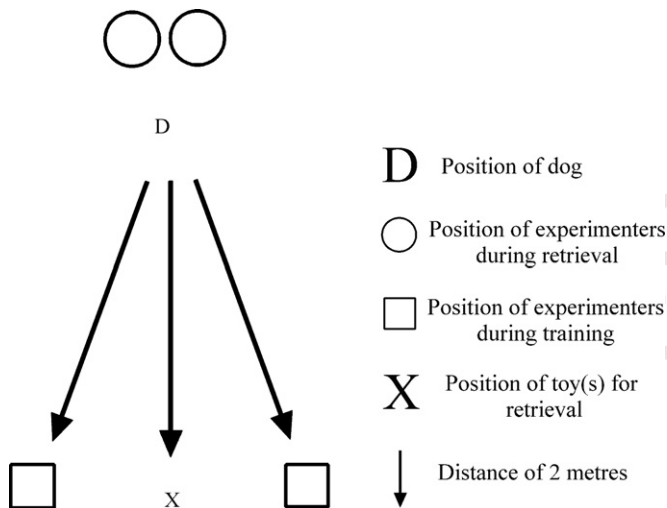 D
X
D Position of dog
Position of experimenters
during retrieval
Position of experimenters
during training
X Position of toy(s) for
retrieval
Distance of 2 metres